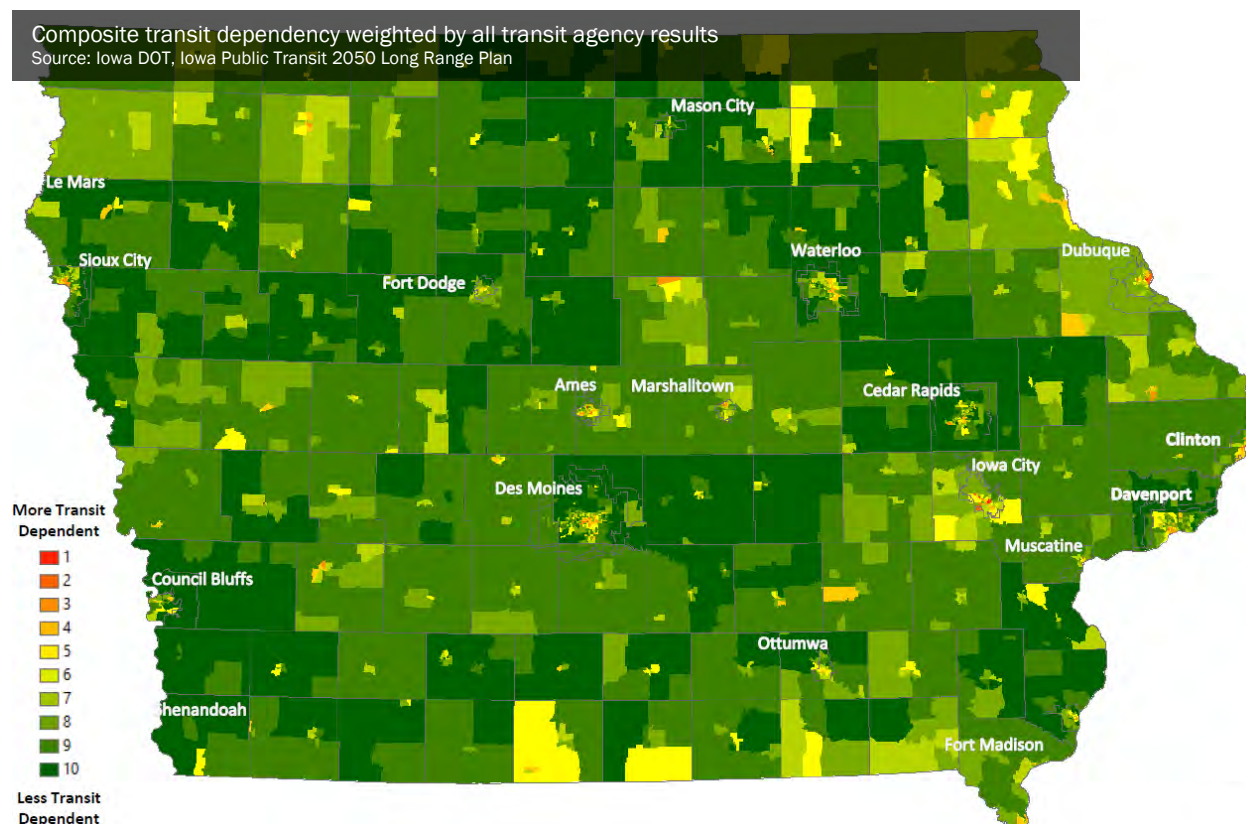 Composite transit dependency weighted by all transit agency results
Source: Iowa DOT, Iowa Public Transit 2050 Long Range Plan
Mason City
Le Mars
Sioux City
Fort Dodge
Waterloo
Dubuque
Ames
Marshalltown
Cedar Rapids
Clinton
Iowa City
Des Moines
Davenport
Muscatine
Council Bluffs
Ottumwa
Shenandoah
Fort Madison
More Transit
Dependent
1
2
3
4
5
6
7
8
9
10
Less Transit
Dependent